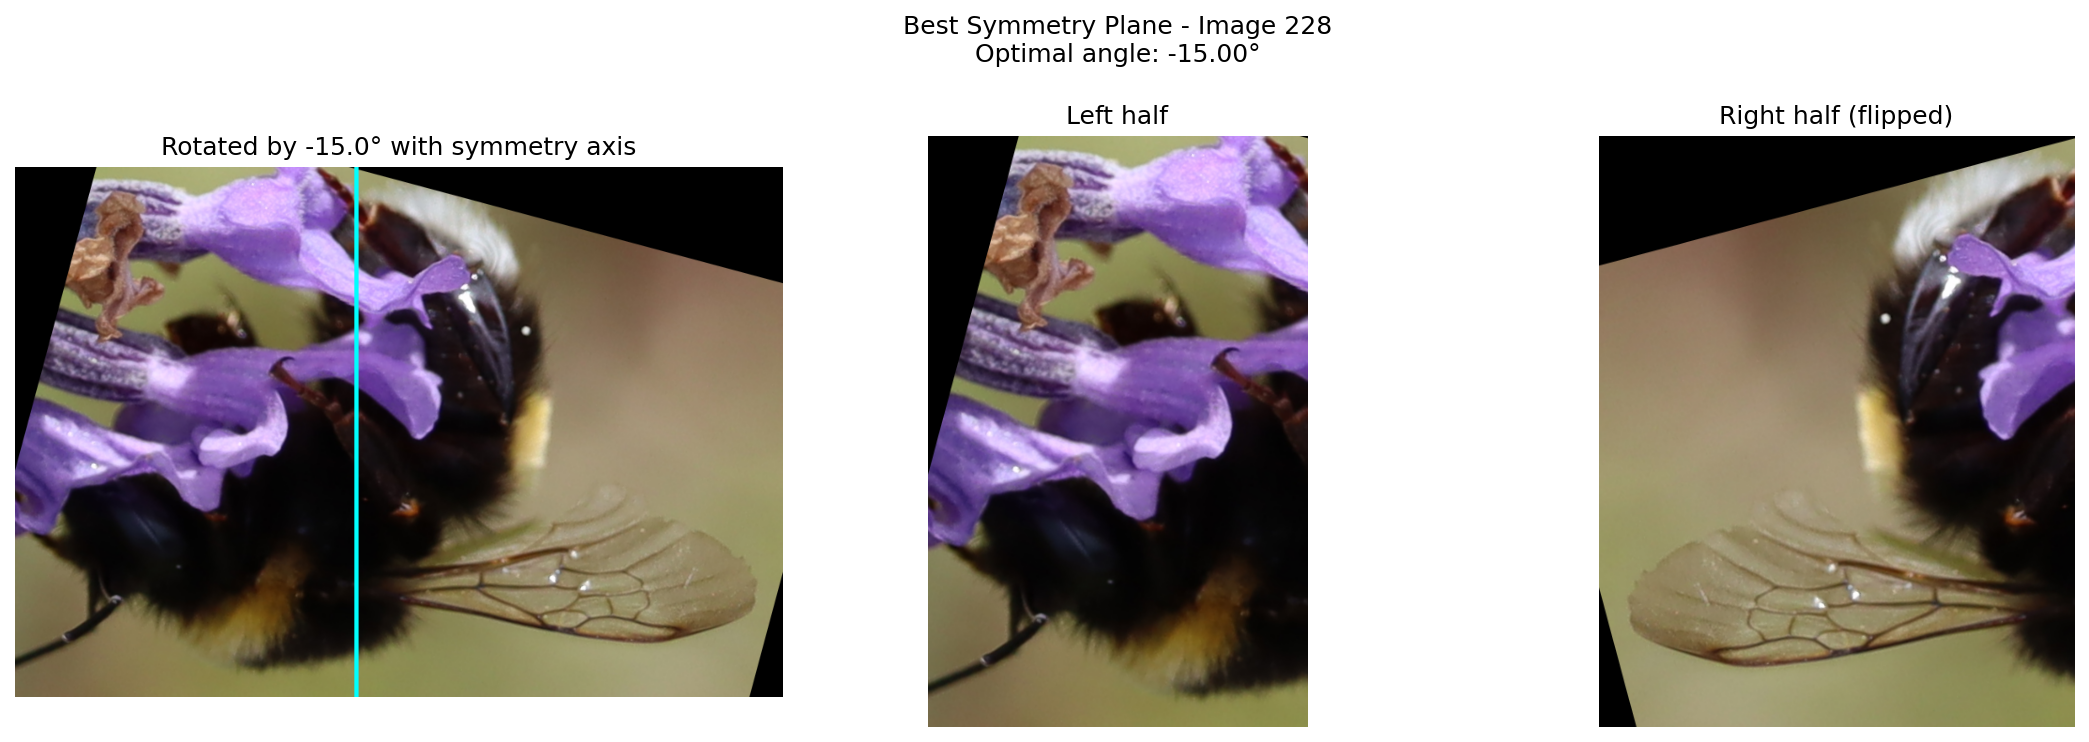 Best Symmetry Plane - Image 228
Optimal angle: -15.00°
Rotated by -15.0° with symmetry axis
Left half
Right half (flipped)